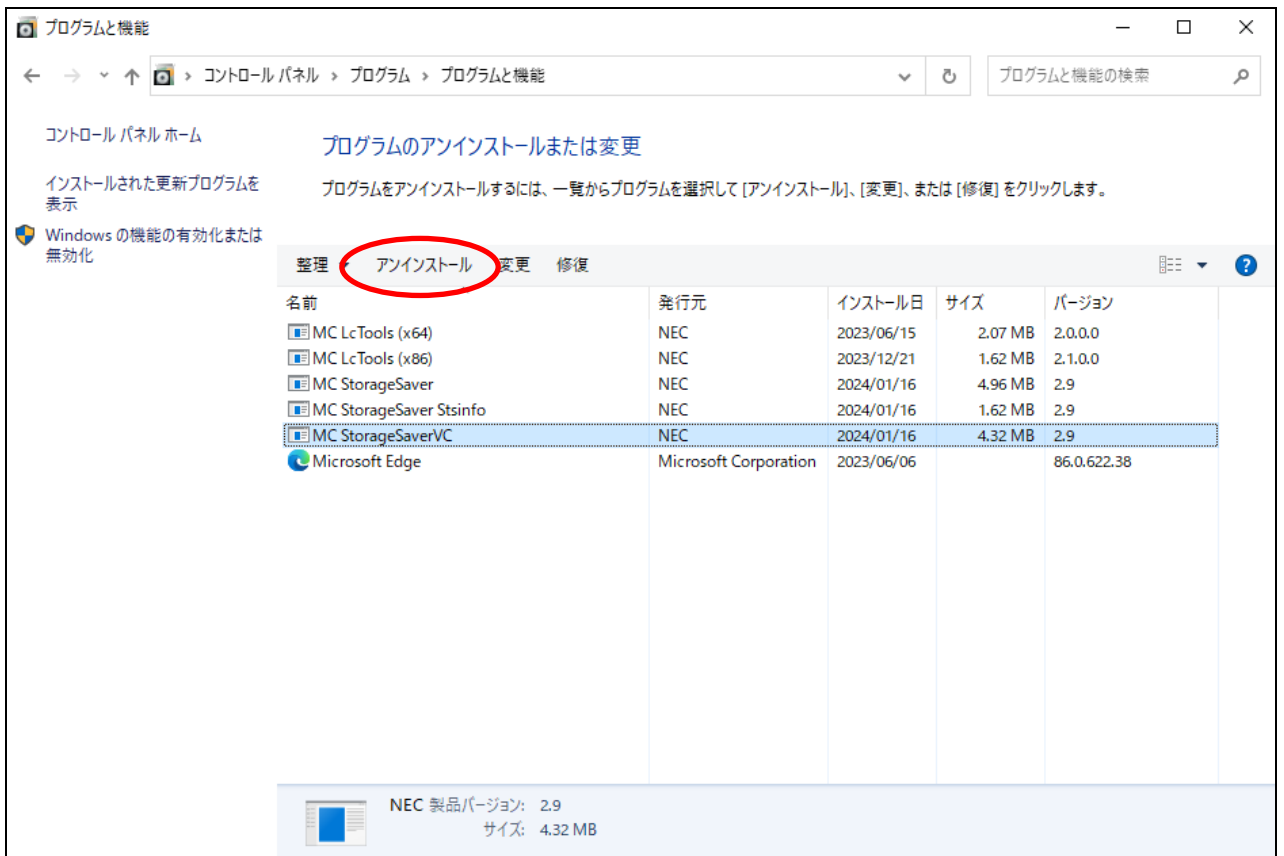 プログラムと機能
コントロール パネル › プログラム › プログラムと機能
プログラムと機能の検索
コントロール パネル ホーム
インストールされた更新プログラムを
表示
Windows の機能の有効化または
無効化
プログラムのアンインストールまたは変更
プログラムをアンインストールするには、一覧からプログラムを選択して [アンインストール]、[変更]、または [修復] をクリックします。
整理 アンインストール 変更 修復
名前 発行元 インストール日 サイズ バージョン
MC LcTools (x64) NEC 2023/06/15 2.07 MB 2.0.0.0
MC LcTools (x86) NEC 2023/12/21 1.62 MB 2.1.0.0
MC StorageSaver NEC 2024/01/16 4.96 MB 2.9
MC StorageSaver Stsinfo NEC 2024/01/16 1.62 MB 2.9
MC StorageSaverVC NEC 2024/01/16 4.32 MB 2.9
Microsoft Edge Microsoft Corporation 2023/06/06 86.0.622.38
NEC 製品バージョン: 2.9
サイズ: 4.32 MB